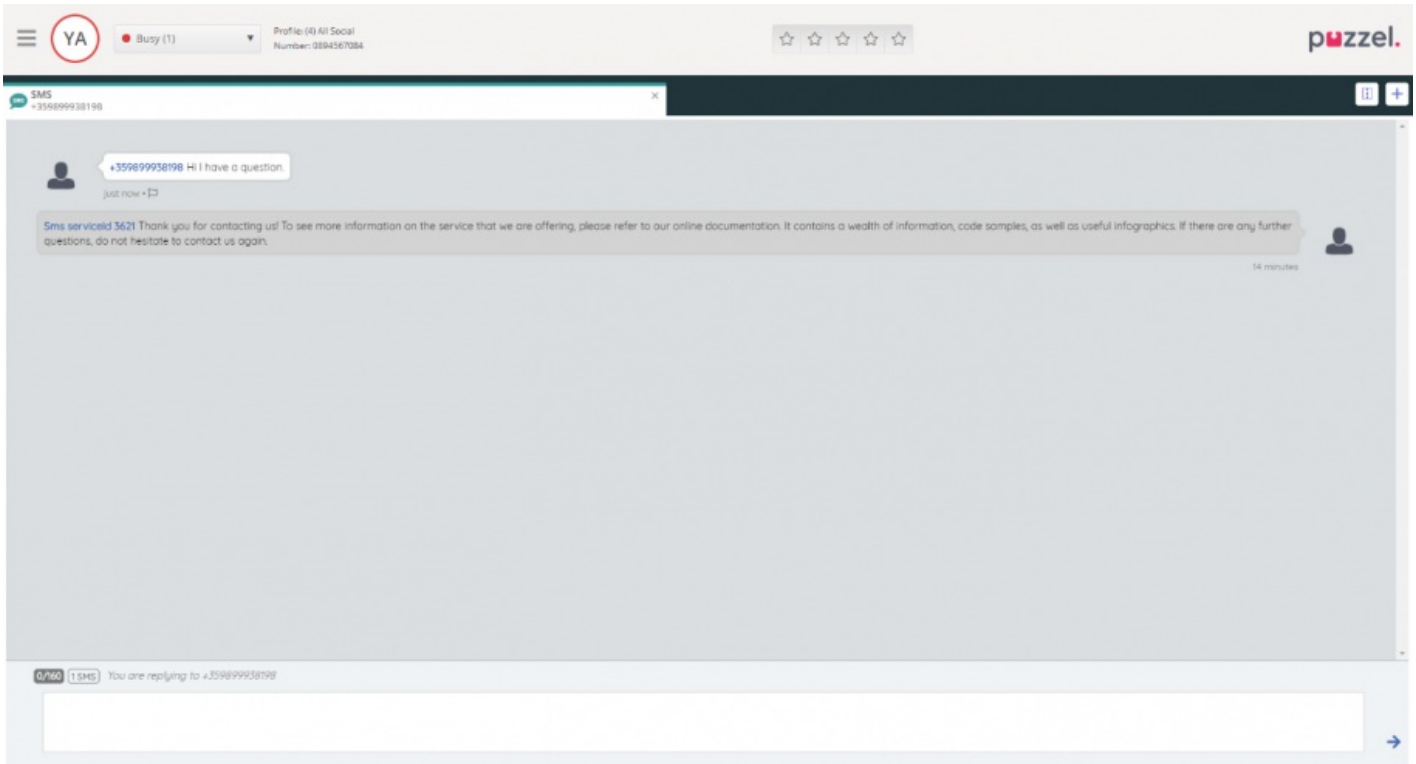 YA
Busy (1)
Profile: (4) All Social
Number: 0894567084
puzzel.
SMS
SMS
+359899938198
+359899938198 Hi I have a question.
just now •
Sms serviceId 3621 Thank you for contacting us! To see more information on the service that we are offering, please refer to our online documentation. It contains a wealth of information, code samples, as well as useful infographics. If there are any further
questions, do not hesitate to contact us again.
14 minutes
0/160 1 SMS You are replying to +359899938198